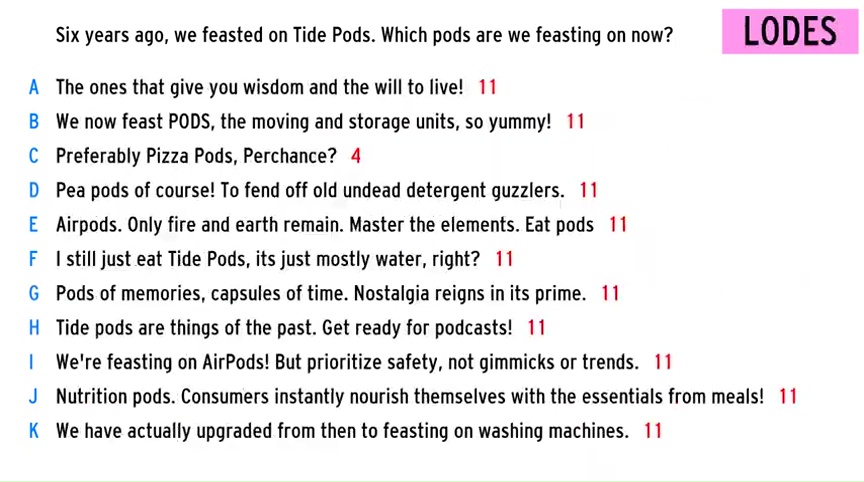 Six years ago, we feasted on Tide Pods. Which pods are we feasting on now?
LODES
A The ones that give you wisdom and the will to live! 11
B We now feast PODS, the moving and storage units, so yummy! 11
C Preferably Pizza Pods, Perchance? 4
D Pea pods of course! To fend off old undead detergent guzzlers. 11
E Airpods. Only fire and earth remain. Master the elements. Eat pods 11
F I still just eat Tide Pods, its just mostly water, right? 11
G Pods of memories, capsules of time. Nostalgia reigns in its prime. 11
H Tide pods are things of the past. Get ready for podcasts! 11
I We're feasting on AirPods! But prioritize safety, not gimmicks or trends. 11
J Nutrition pods. Consumers instantly nourish themselves with the essentials from meals! 11
K We have actually upgraded from then to feasting on washing machines. 11